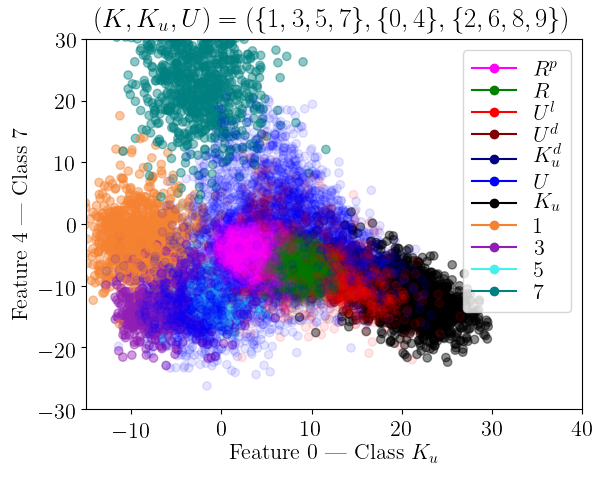 (K, K_u, U) = ({1, 3, 5, 7}, {0, 4}, {2, 6, 8, 9})
30
20
10
0
−10
−20
−30
Feature 4 — Class 7
R^p
R
U^l
U^d
K_u^d
U
K_u
1
3
5
7
−10
0
10
20
30
40
Feature 0 — Class K_u